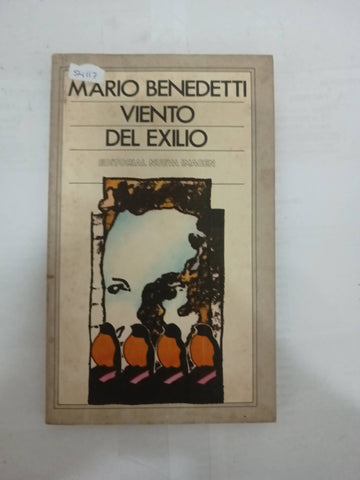 MARIO BENEDETTI
VIENTO
DEL EXILIO
EDITORIAL NUEVA IMAGEN